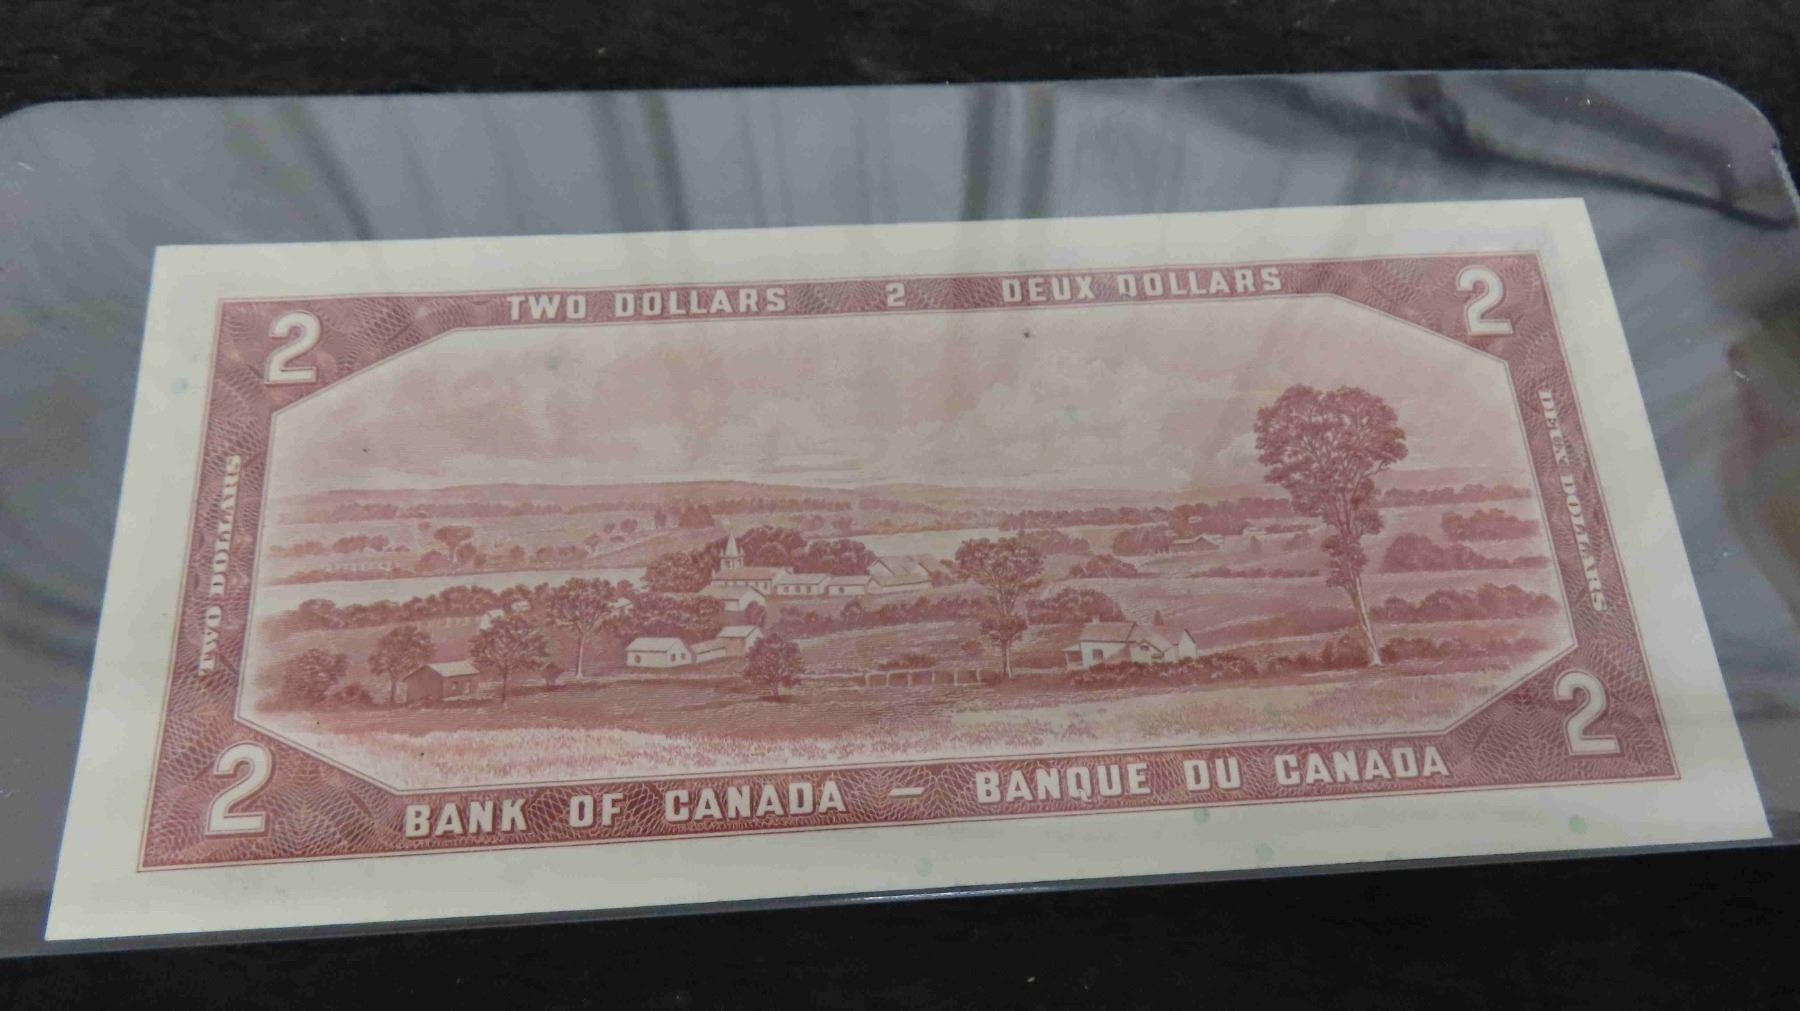 TWO DOLLARS 2 DEUX DOLLARS
2
2
TWO DOLLARS
DEUX DOLLARS
2
2
BANK OF CANADA – BANQUE DU CANADA